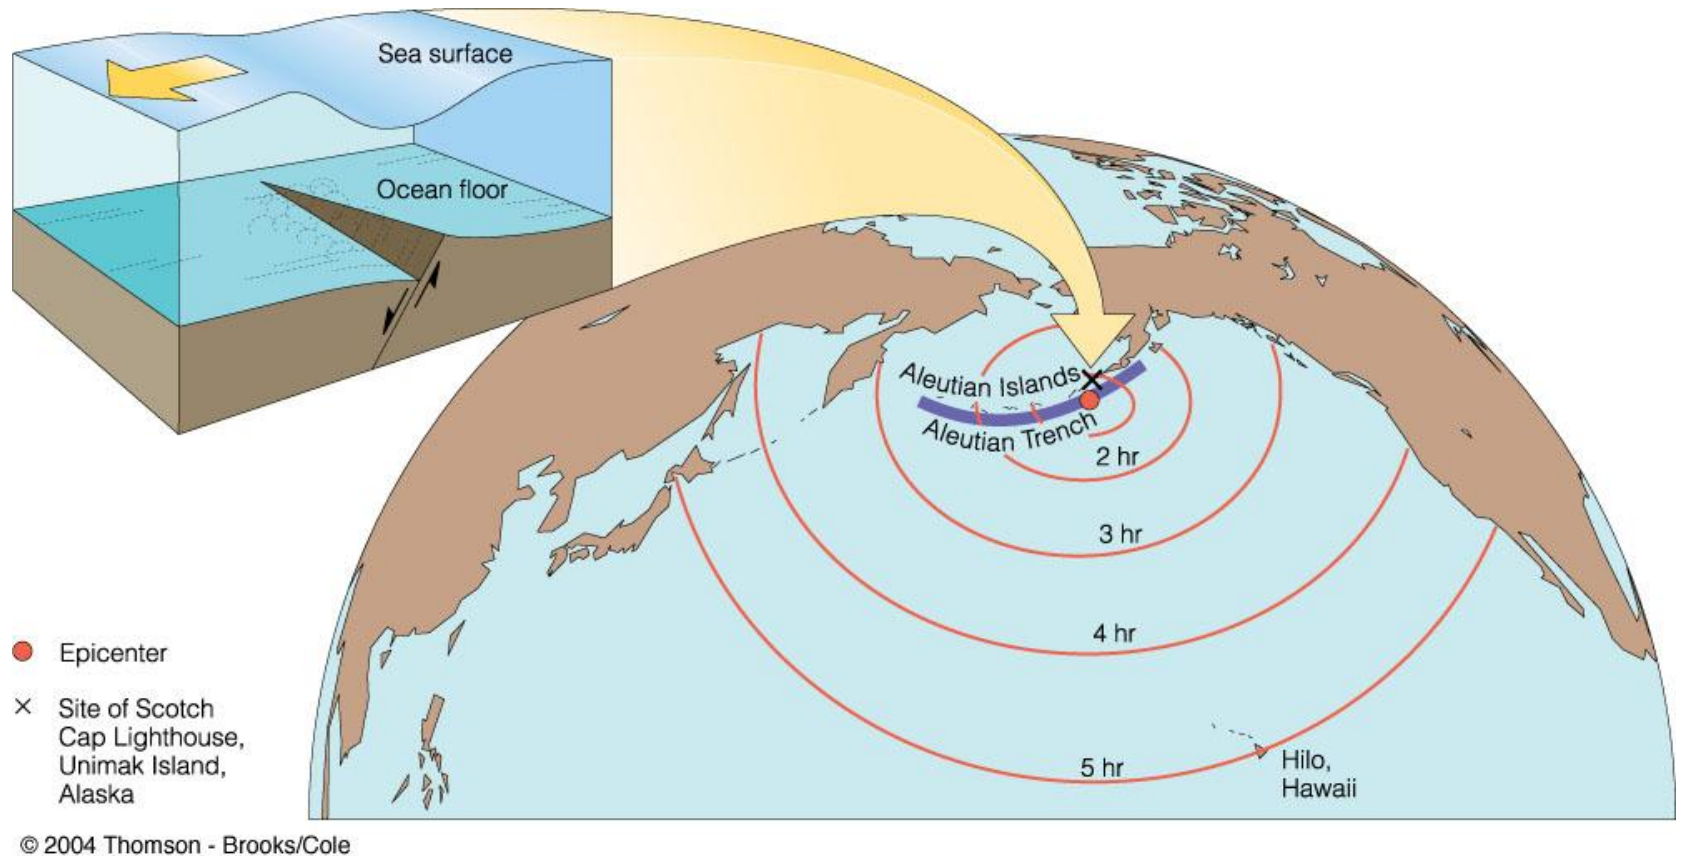 Sea surface
Ocean floor
Aleutian Islands
Aleutian Trench
2 hr
3 hr
4 hr
5 hr
Hilo,
Hawaii
Epicenter
Site of Scotch
Cap Lighthouse,
Unimak Island,
Alaska
© 2004 Thomson - Brooks/Cole